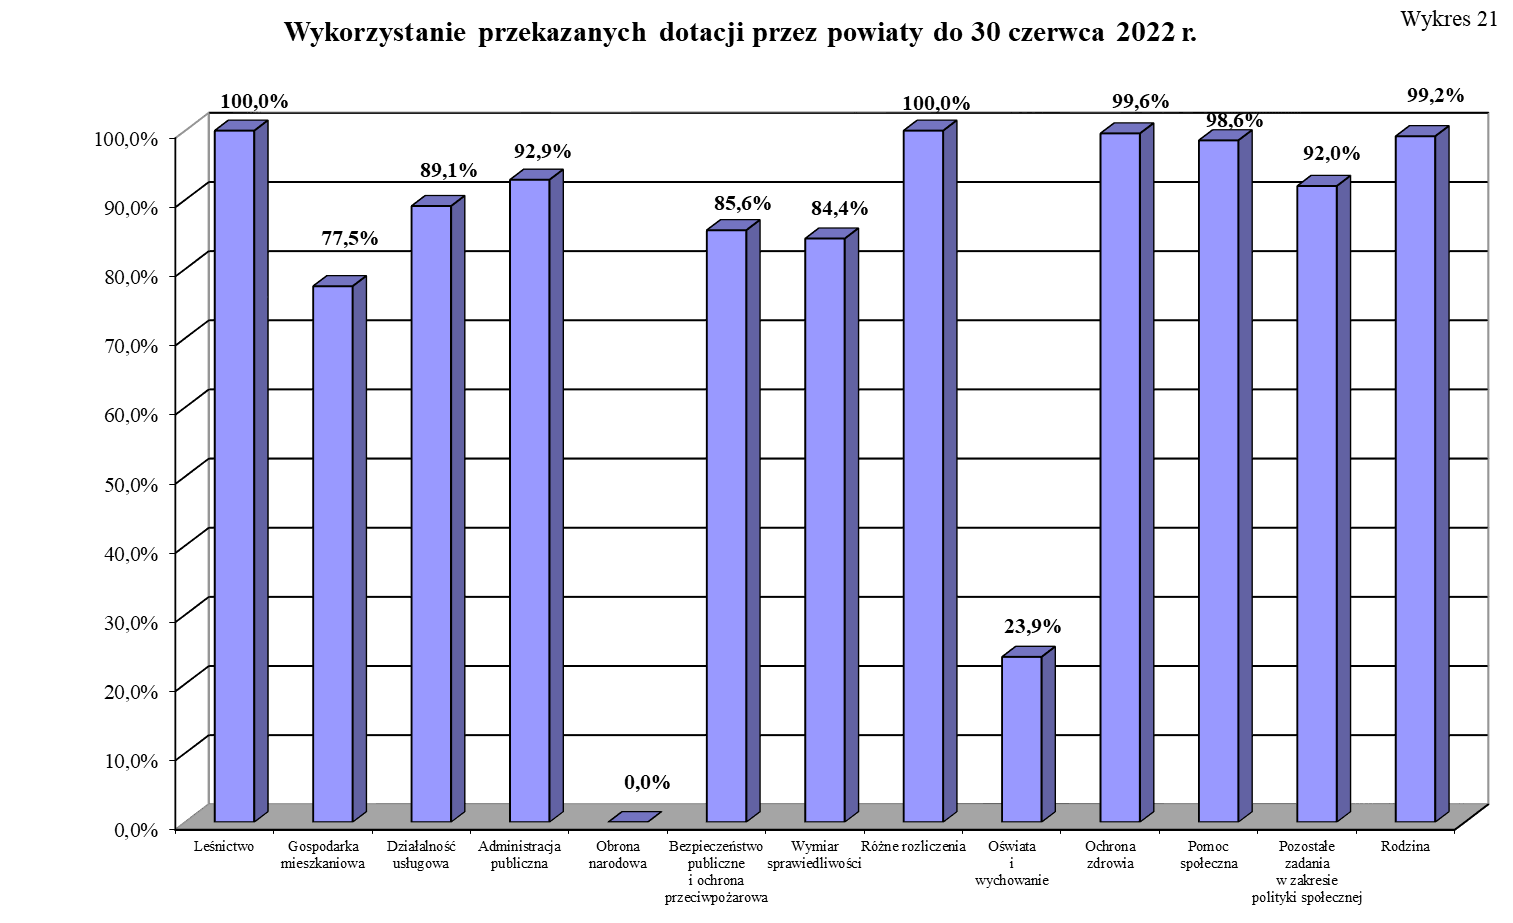 Wykres 21
Wykorzystanie przekazanych dotacji przez powiaty do 30 czerwca 2022 r.
100,0%
77,5%
89,1%
92,9%
0,0%
85,6%
84,4%
100,0%
23,9%
99,6%
98,6%
92,0%
99,2%
100,0%
90,0%
80,0%
70,0%
60,0%
50,0%
40,0%
30,0%
20,0%
10,0%
0,0%
Leśnictwo
Gospodarka
mieszkaniowa
Działalność
usługowa
Administracja
publiczna
Obrona
narodowa
Bezpieczeństwo
publiczne
i ochrona
przeciwpożarowa
Wymiar
sprawiedliwości
Różne rozliczenia
Oświata
i
wychowanie
Ochrona
zdrowia
Pomoc
społeczna
Pozostałe
zadania
w zakresie
polityki społecznej
Rodzina